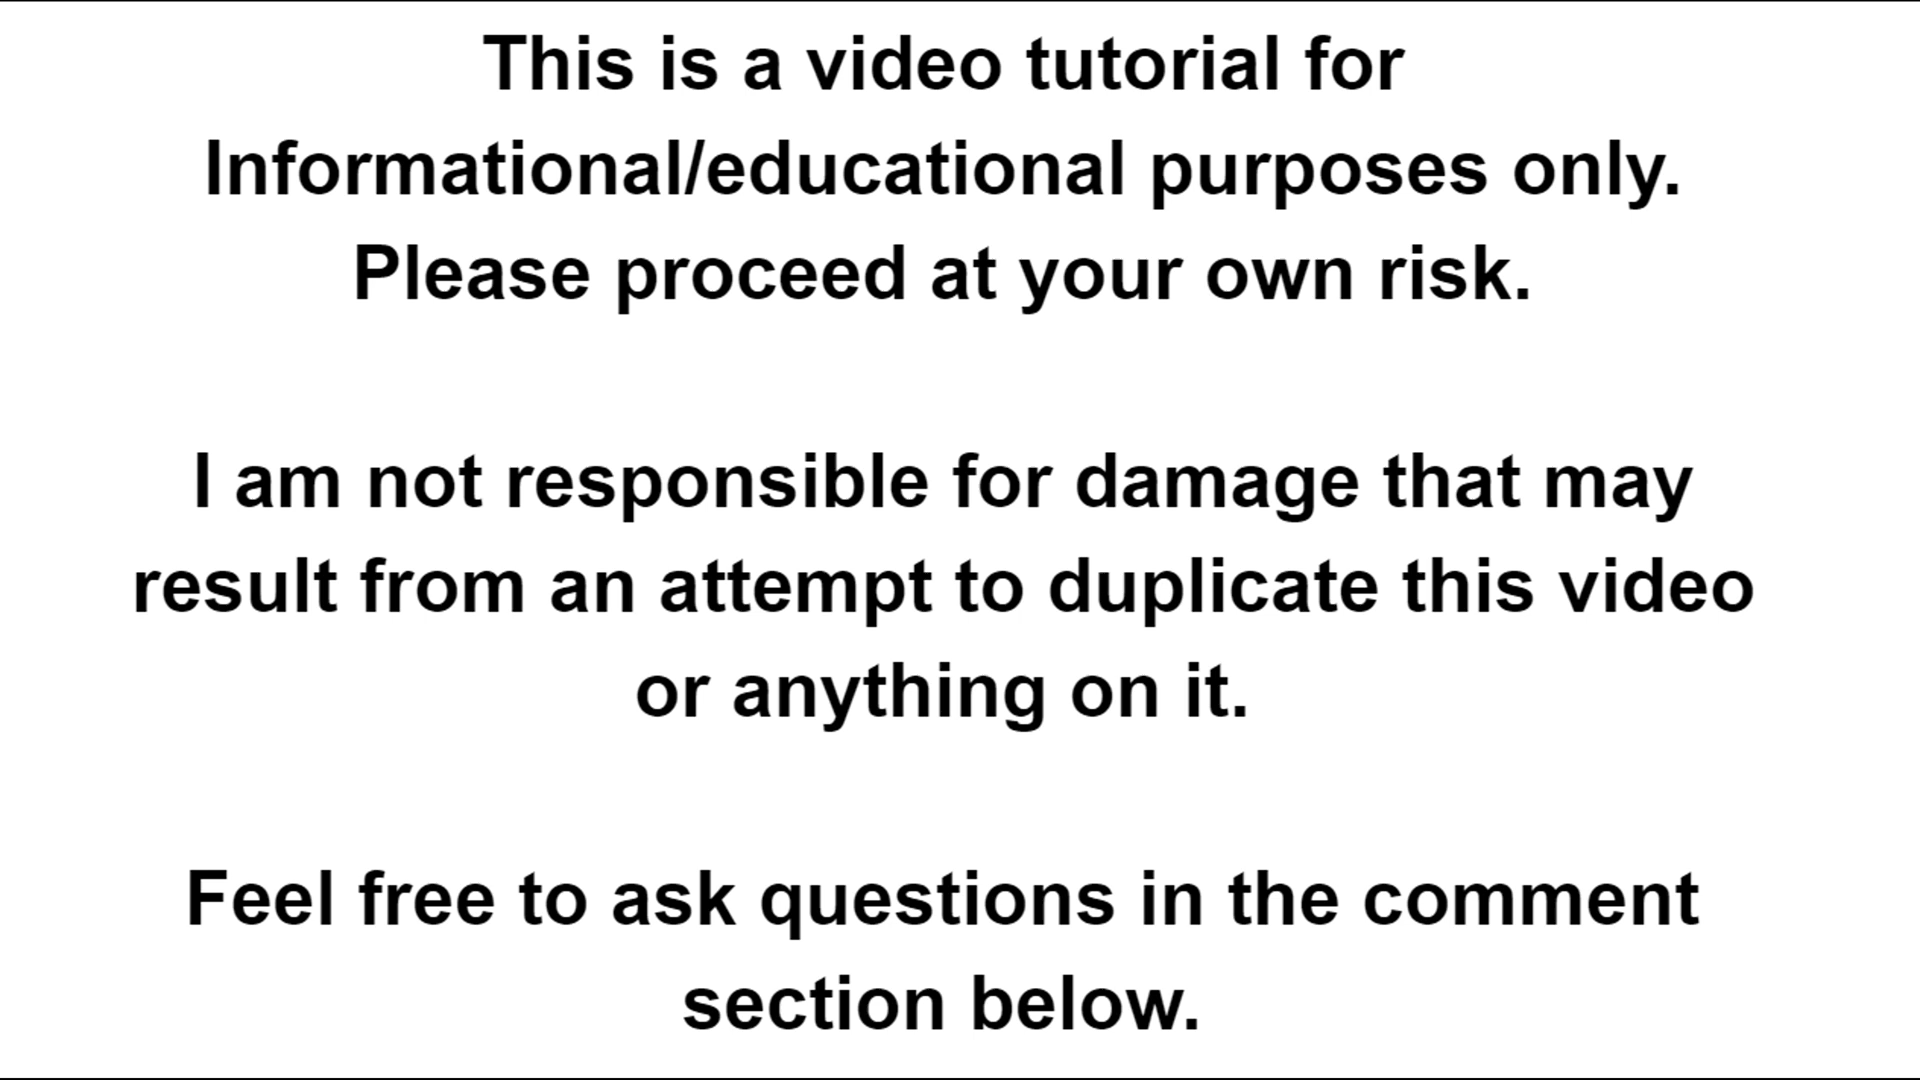 This is a video tutorial for
Informational/educational purposes only.
Please proceed at your own risk.
I am not responsible for damage that may
result from an attempt to duplicate this video
or anything on it.
Feel free to ask questions in the comment
section below.